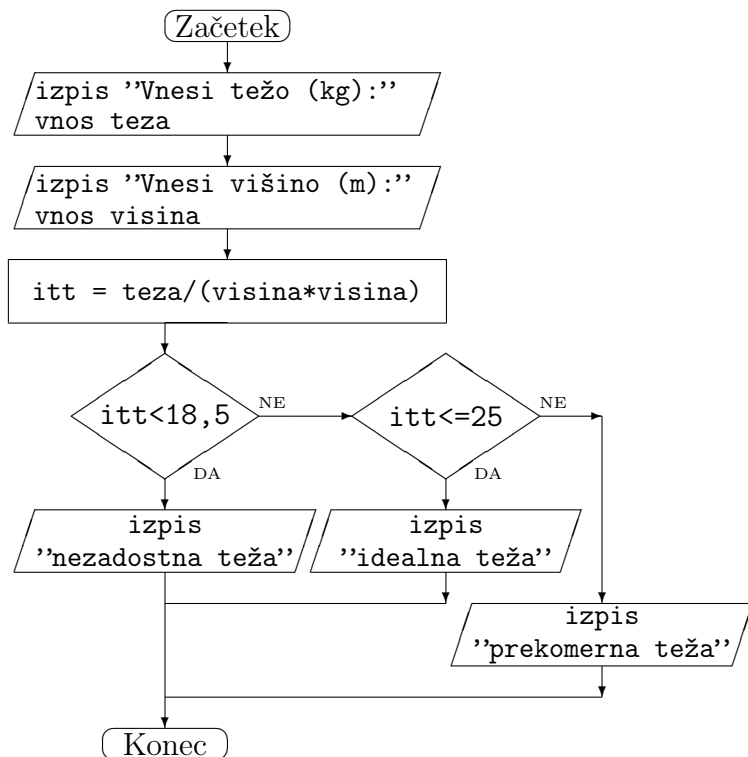 Začetek
izpis ”Vnesi težo (kg):”
vnos teza
izpis ”Vnesi višino (m):”
vnos visina
itt = teza/(visina*visina)
itt<18,5
NE
itt<=25
NE
DA
DA
izpis
”nezadostna teža”
izpis
”idealna teža”
izpis
”prekomerna teža”
Konec